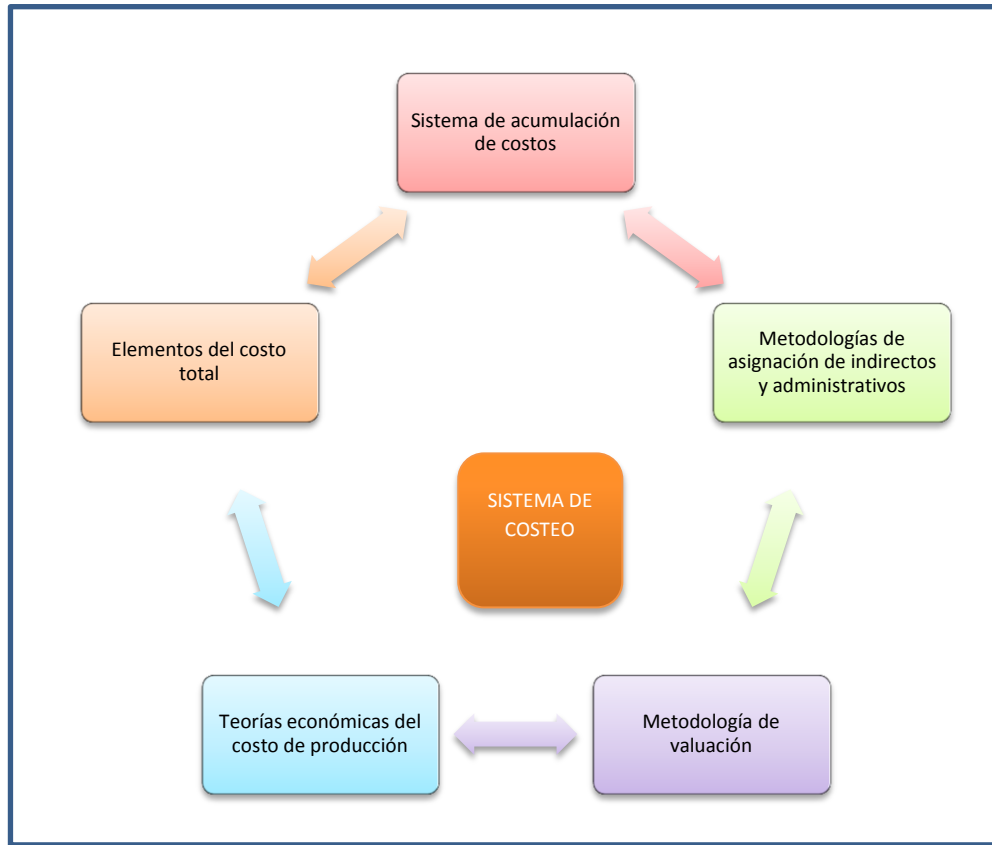 Sistema de acumulación
de costos
Elementos del costo
total
Metodologías de
asignación de indirectos
y administrativos
SISTEMA DE
COSTEO
Teorías económicas del
costo de producción
Metodología de
valuación